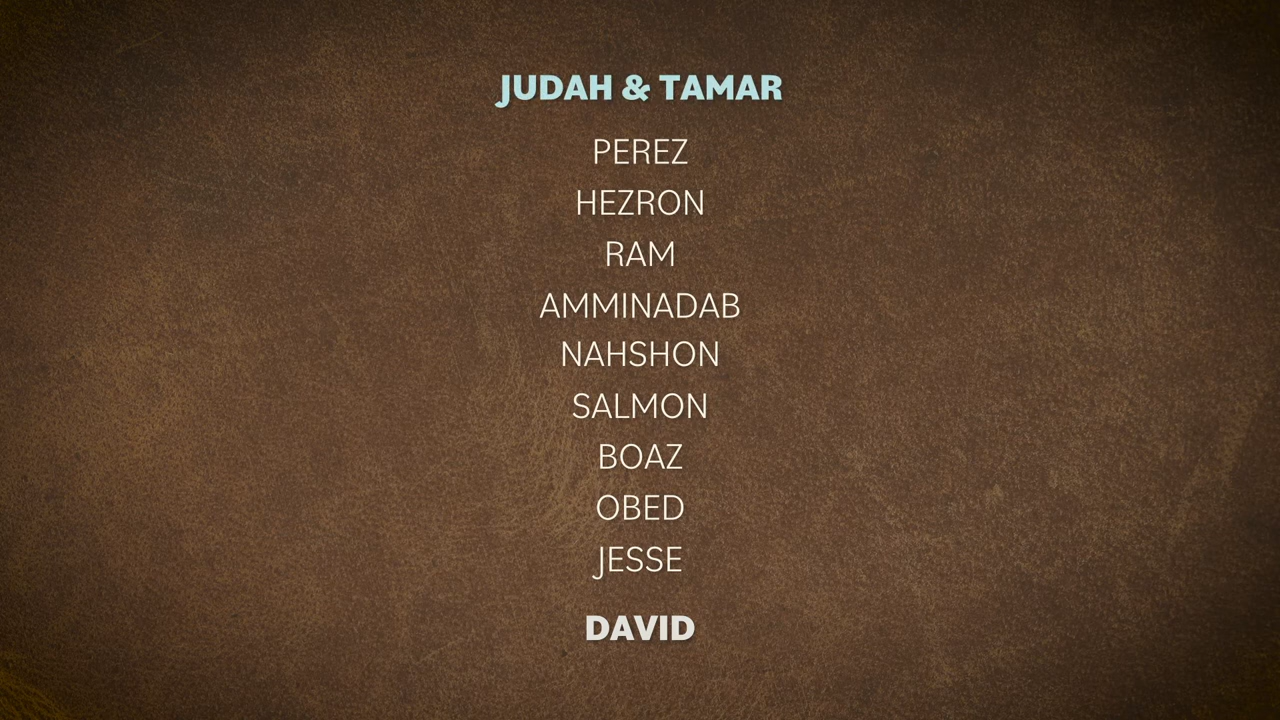 JUDAH & TAMAR
PEREZ
HEZRON
RAM
AMMINADAB
NAHSHON
SALMON
BOAZ
OBED
JESSE
DAVID